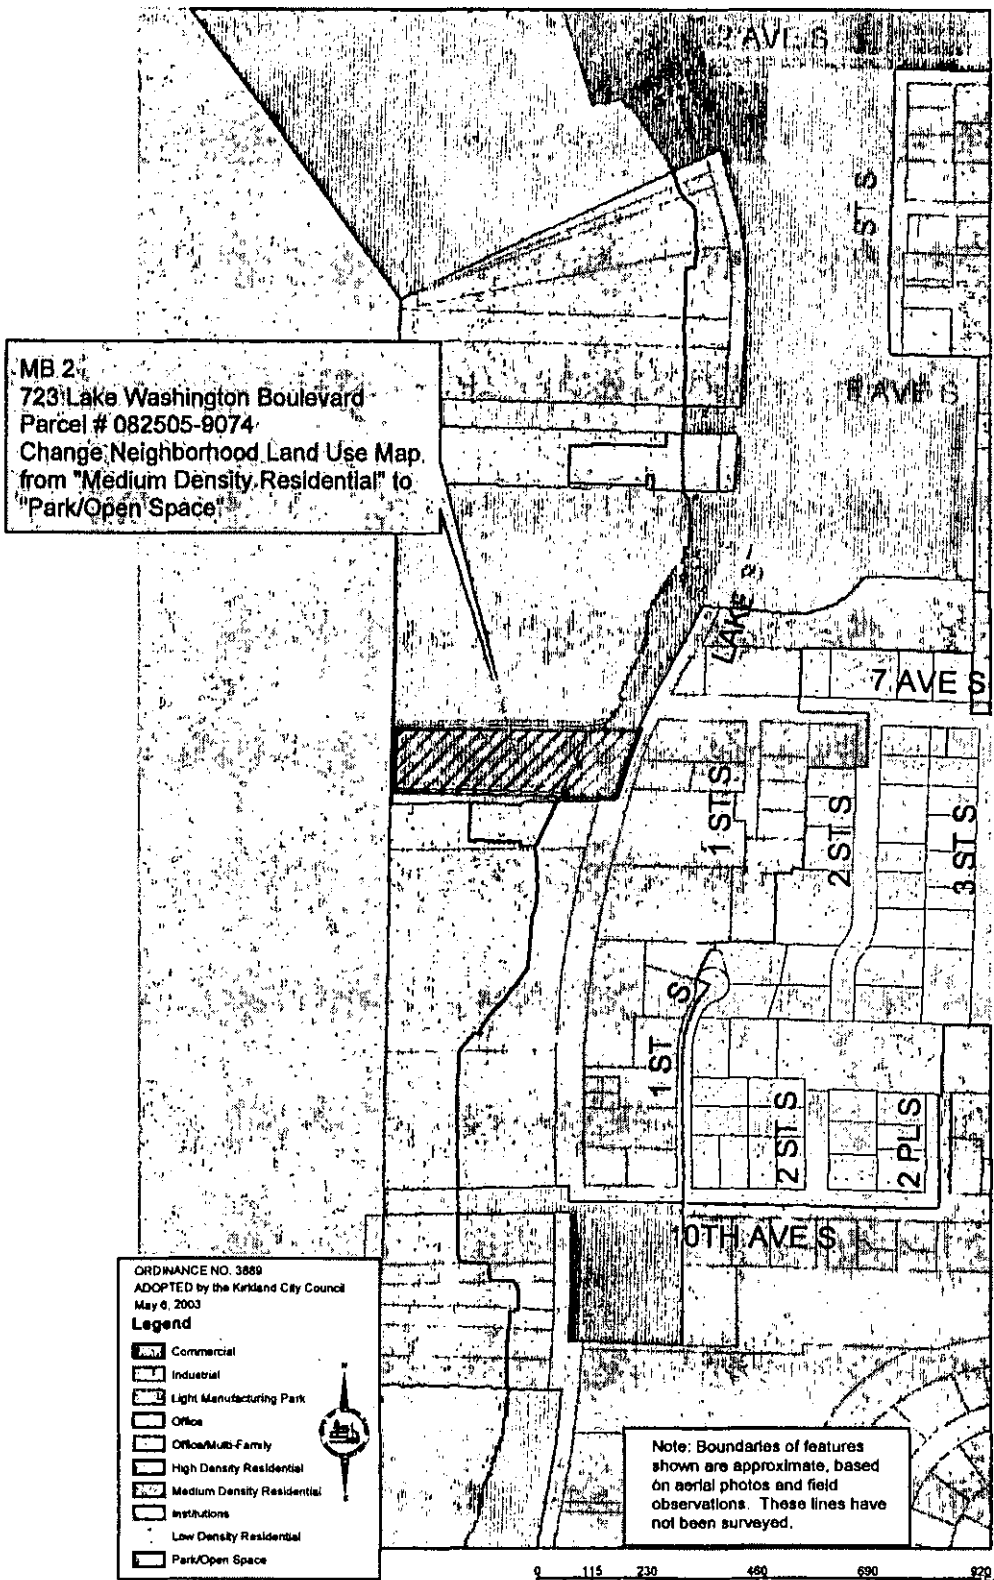 2 AVE S
ST S
MB 2
723 Lake Washington Boulevard
Parcel # 082505-9074
Change Neighborhood Land Use Map
from "Medium Density Residential" to
"Park/Open Space"
AVE S
LAKE
7 AVE S
1 ST S
2 ST S
3 ST S
1 ST S
2 ST S
2 PL S
10TH AVE S
ORDINANCE NO. 3889
ADOPTED by the Kirkland City Council
May 6, 2003
Legend
Commercial
Industrial
Light Manufacturing Park
Office
Office/Multi-Family
High Density Residential
Medium Density Residential
Institutions
Low Density Residential
Park/Open Space
N
S
Note: Boundaries of features
shown are approximate, based
on aerial photos and field
observations. These lines have
not been surveyed.
0 115 230 460 690 920